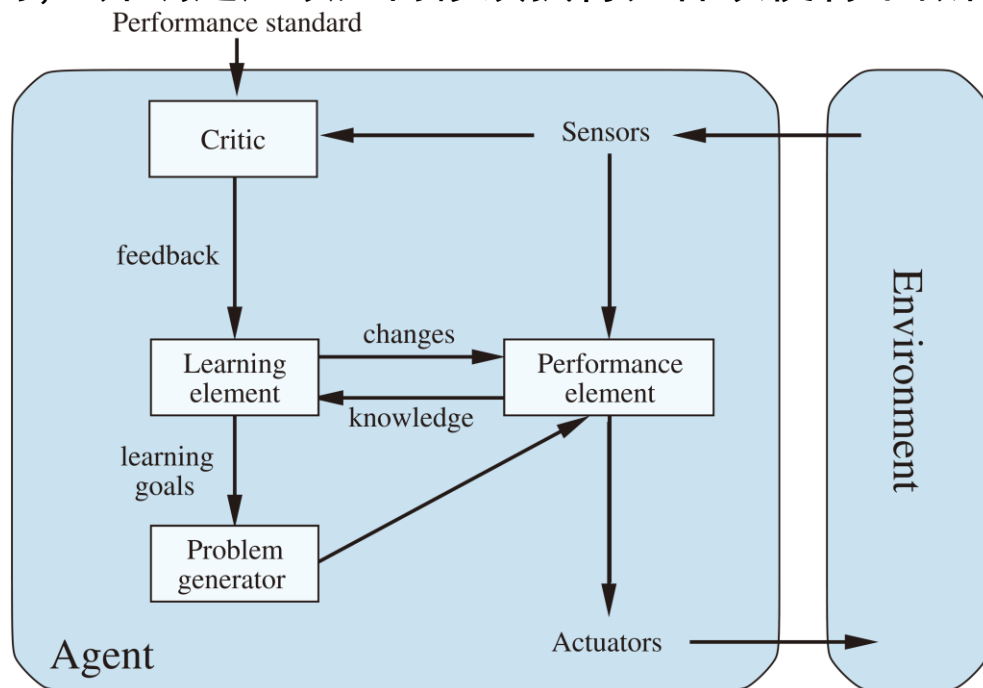 Performance standard
Critic
Sensors
feedback
changes
Learning
element
Performance
element
knowledge
learning
goals
Problem
generator
Actuators
Agent
Environment